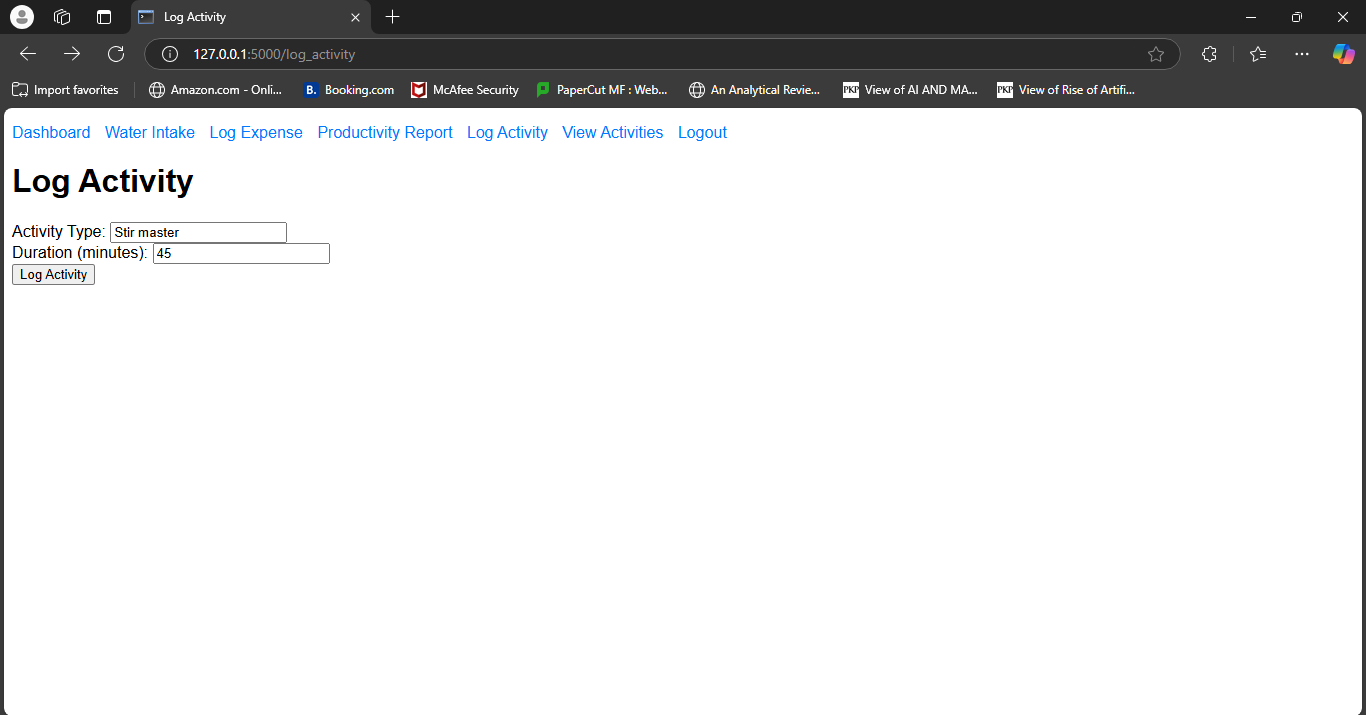 Log Activity
127.0.0.1:5000/log_activity
Import favorites Amazon.com - Onli... B. Booking.com McAfee Security PaperCut MF : Web... An Analytical Revie... PKP View of AI AND MA... PKP View of Rise of Artifi...
Dashboard Water Intake Log Expense Productivity Report Log Activity View Activities Logout
Log Activity
Activity Type: Stir master
Duration (minutes): 45
Log Activity